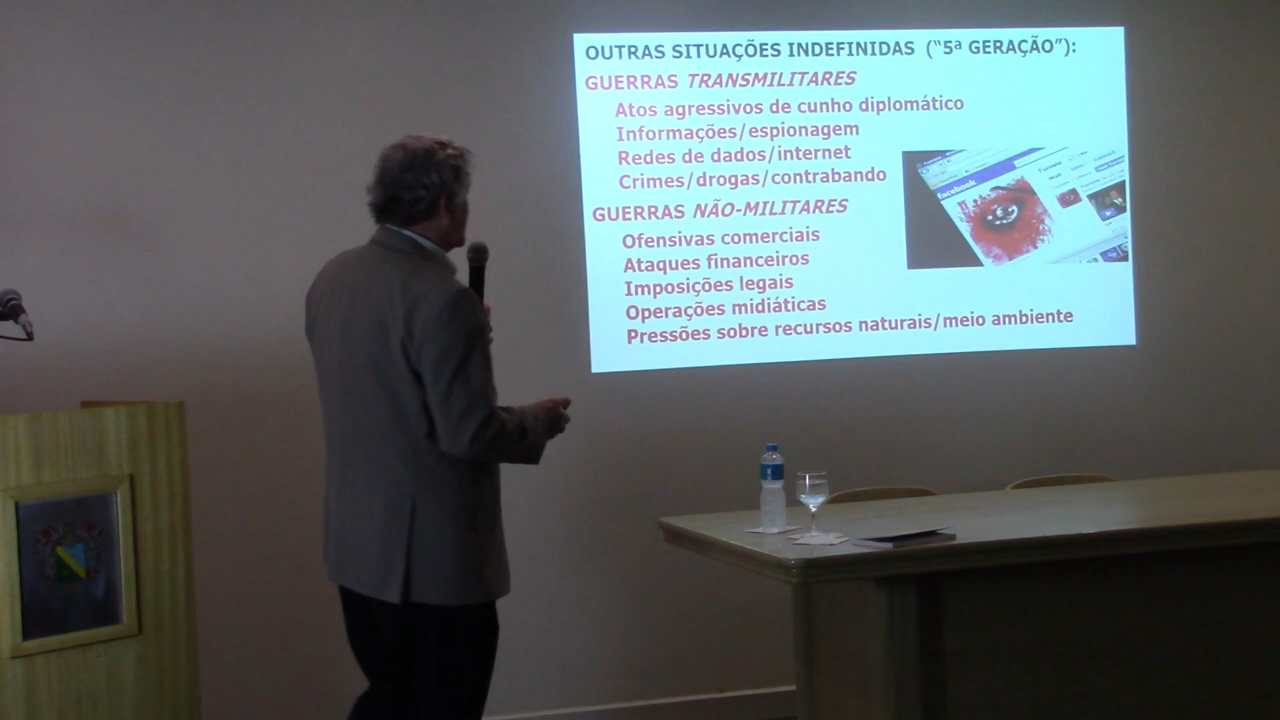 OUTRAS SITUAÇÕES INDEFINIDAS (“5ª GERAÇÃO”):
GUERRAS TRANSMILITARES
Atos agressivos de cunho diplomático
Informações/espionagem
Redes de dados/internet
Crimes/drogas/contrabando
facebook
GUERRAS NÃO-MILITARES
Ofensivas comerciais
Ataques financeiros
Imposições legais
Operações midiáticas
Pressões sobre recursos naturais/meio ambiente